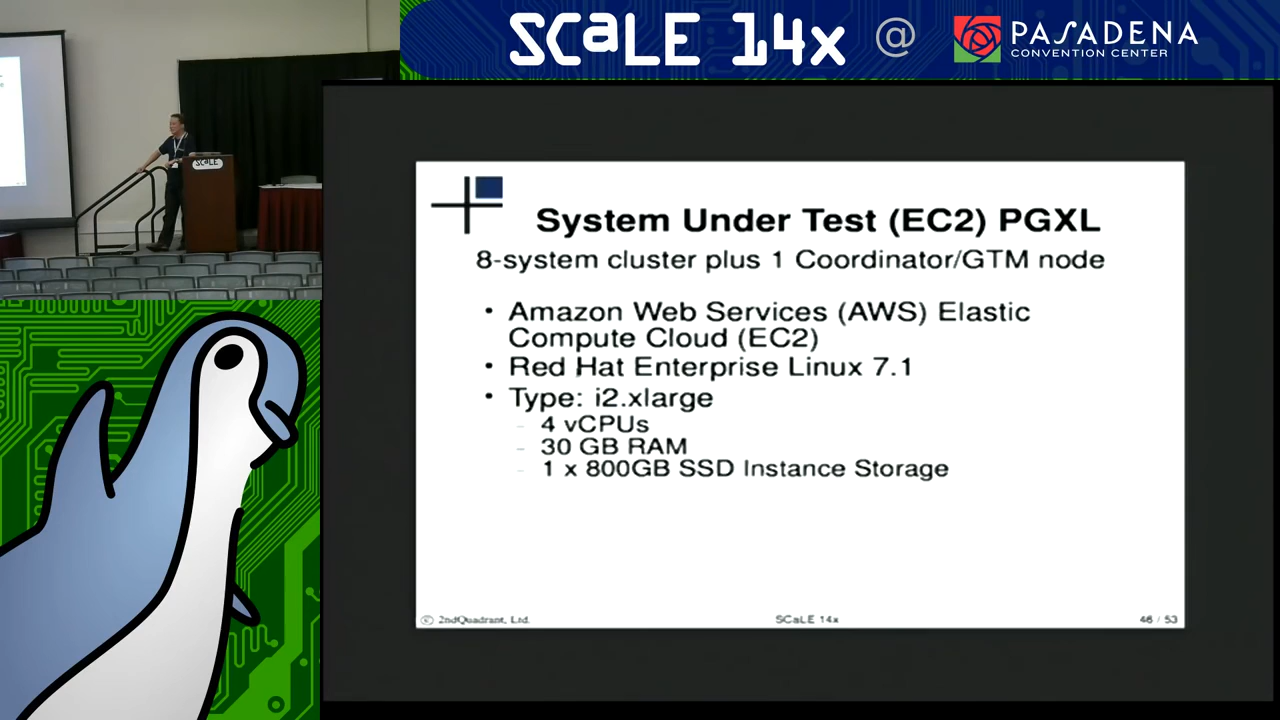 SCaLE 14x @ PASADENA
CONVENTION CENTER
SCaLE
System Under Test (EC2) PGXL
8-system cluster plus 1 Coordinator/GTM node
• Amazon Web Services (AWS) Elastic
Compute Cloud (EC2)
• Red Hat Enterprise Linux 7.1
• Type: i2.xlarge
– 4 vCPUs
– 30 GB RAM
– 1 x 800GB SSD Instance Storage
© 2ndQuadrant, Ltd. SCaLE 14x 46 / 53